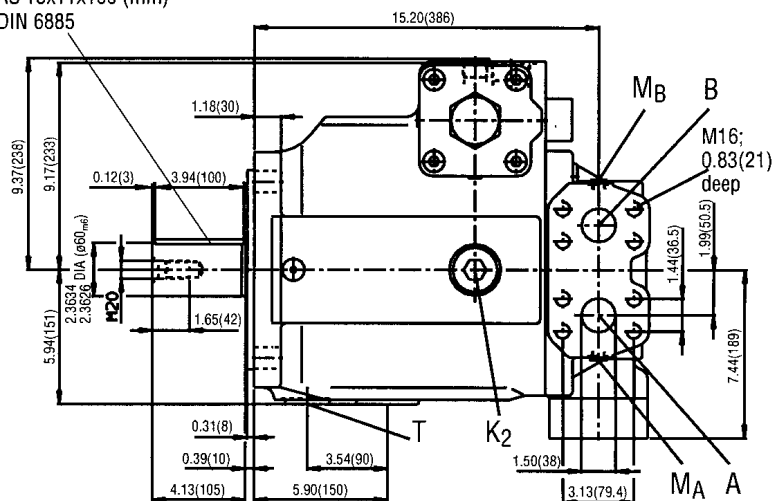 DIN 6885
15.20(386)
MB
B
1.18(30)
M16;
0.83(21)
deep
9.37(238)
9.17(233)
0.12(3)
3.94(100)
2.3634
2.3626 DIA (ø60m6)
M20
1.65(42)
5.94(151)
1.99(50.5)
1.44(36.5)
7.44(189)
0.31(8)
T
K2
0.39(10)
3.54(90)
1.50(38)
MA
A
4.13(105)
5.90(150)
3.13(79.4)